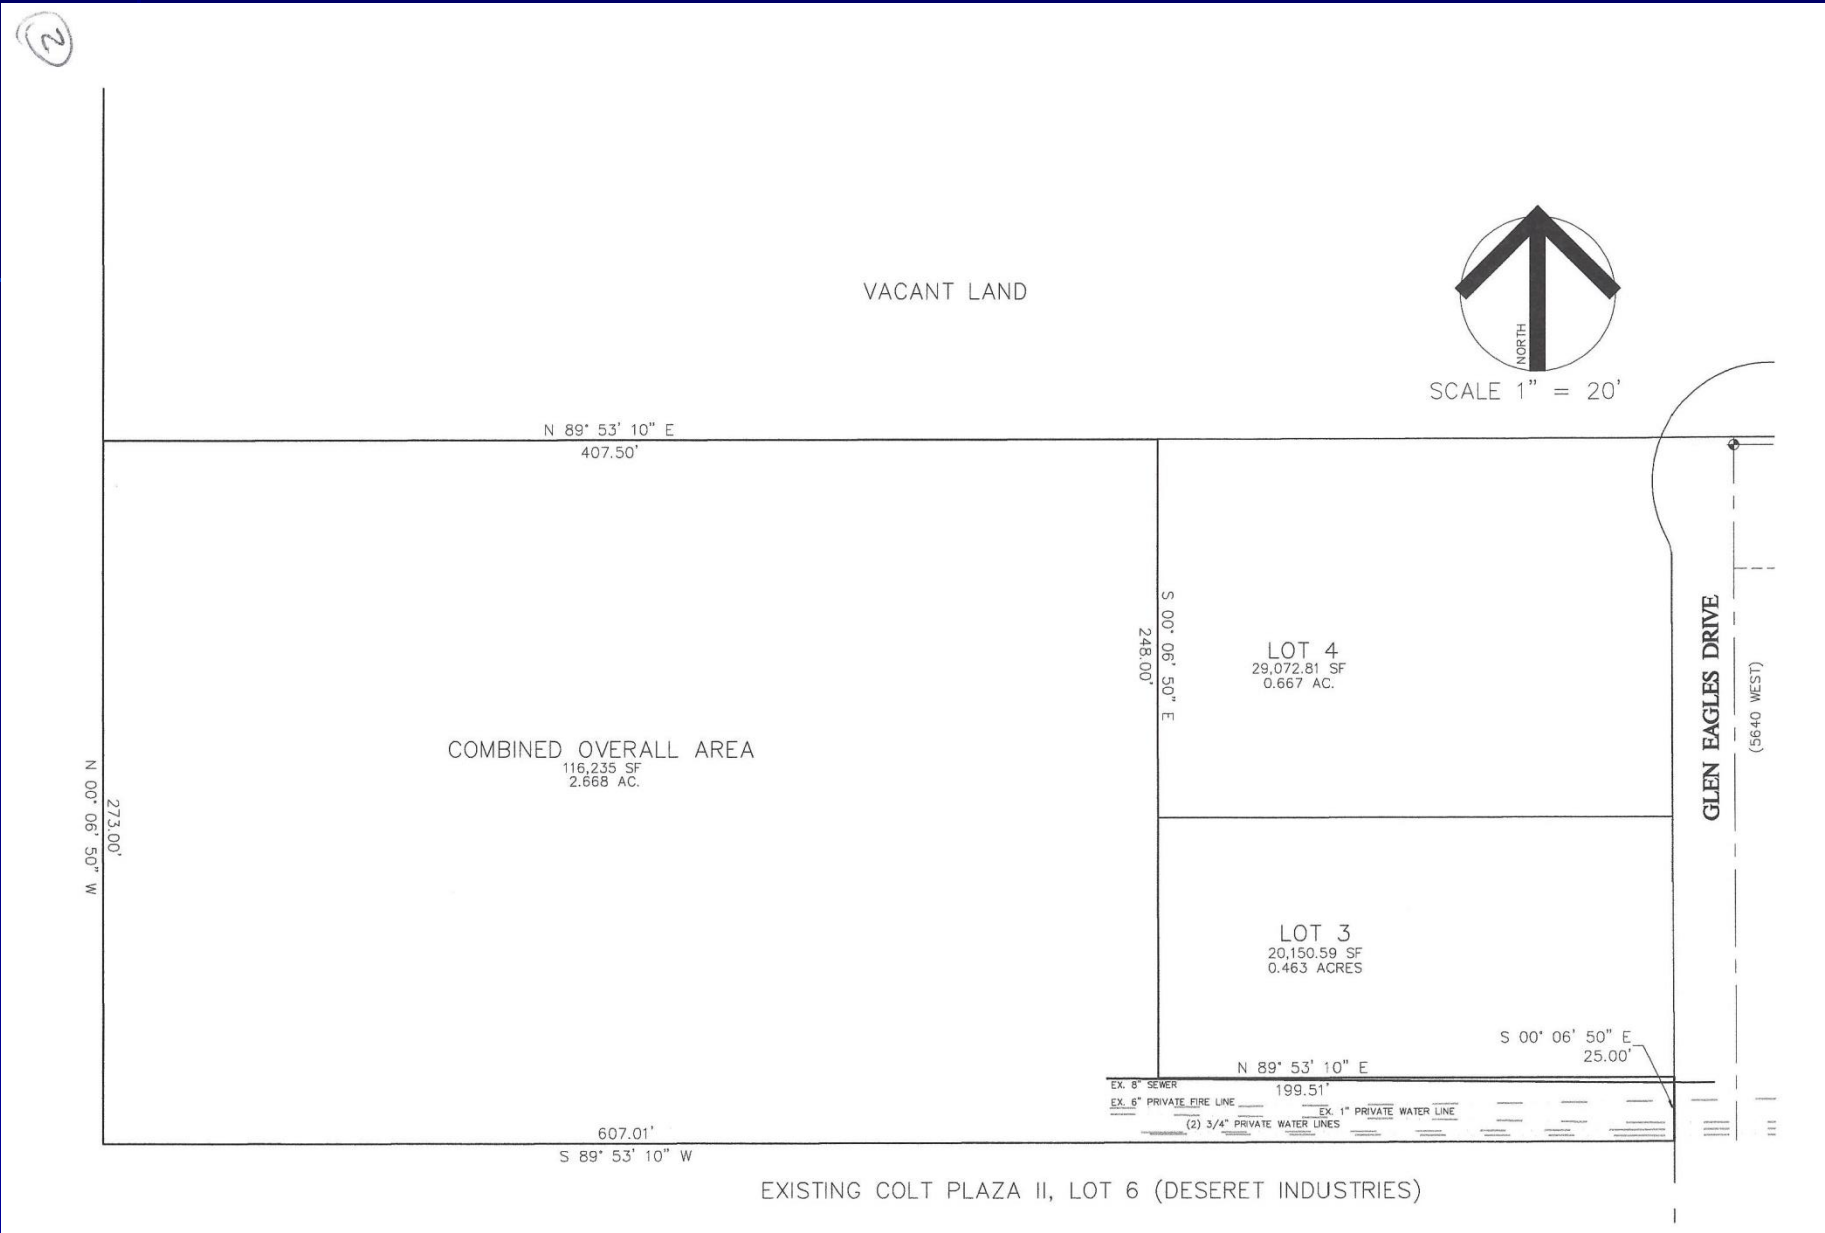 2
VACANT LAND
NORTH
SCALE 1" = 20'
N 89° 53' 10" E
407.50'
S 00° 06' 50" E
248.00'
LOT 4
29,072.81 SF
0.667 AC.
GLEN EAGLES DRIVE
(5640 WEST)
COMBINED OVERALL AREA
116,235 SF
2.668 AC.
N 00° 06' 50" W
273.00'
LOT 3
20,150.59 SF
0.463 ACRES
S 00° 06' 50" E
25.00'
N 89° 53' 10" E
199.51'
EX. 8" SEWER
EX. 6" PRIVATE FIRE LINE
EX. 1" PRIVATE WATER LINE
(2) 3/4" PRIVATE WATER LINES
607.01'
S 89° 53' 10" W
EXISTING COLT PLAZA II, LOT 6 (DESERET INDUSTRIES)